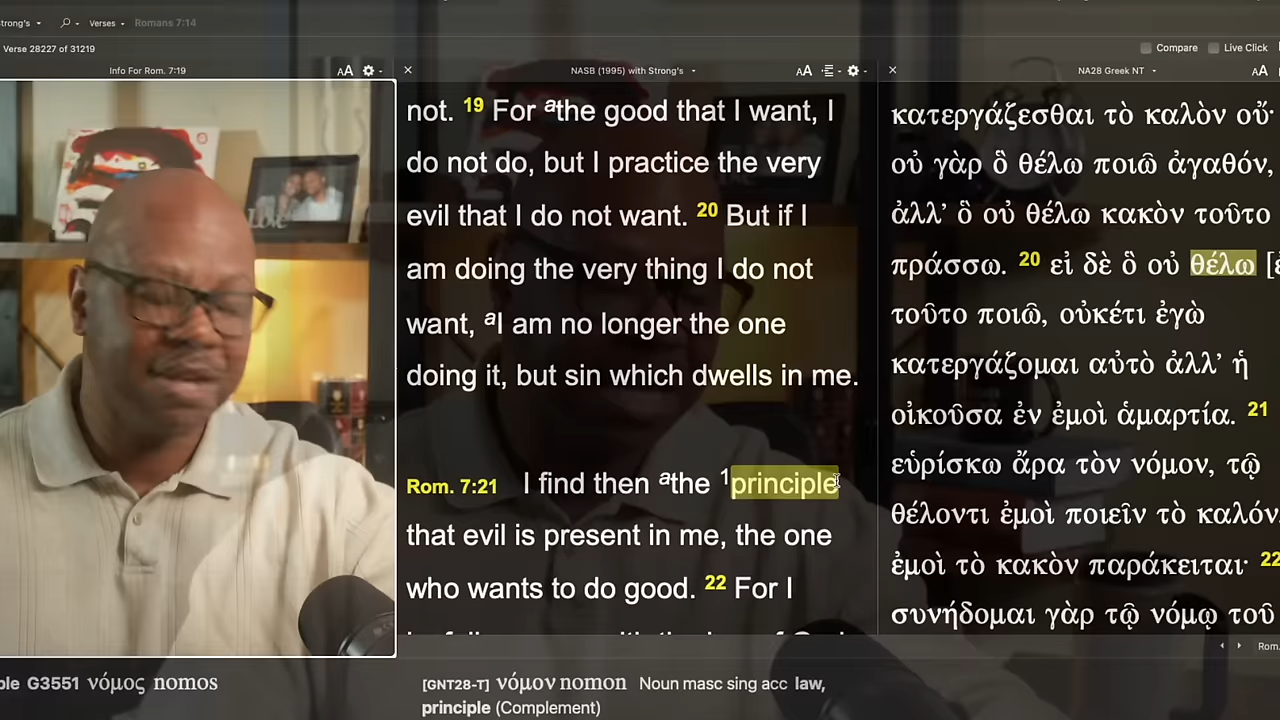 Verses
Romans 7:14
Verse 28227 of 31219
Compare
Live Click
Info For Rom. 7:19
AA
NASB (1995) with Strong's
AA
NA28 Greek NT
AA
not. 19 For athe good that I want, I
do not do, but I practice the very
evil that I do not want. 20 But if I
am doing the very thing I do not
want, aI am no longer the one
doing it, but sin which dwells in me.
Rom. 7:21 I find then athe 1principle
that evil is present in me, the one
who wants to do good. 22 For I
κατεργάζεσθαι τὸ καλὸν οὔ·
οὐ γὰρ ὃ θέλω ποιῶ ἀγαθόν,
ἀλλ’ ὃ οὐ θέλω κακὸν τοῦτο
πράσσω. 20 εἰ δὲ ὃ οὐ θέλω
τοῦτο ποιῶ, οὐκέτι ἐγὼ
κατεργάζομαι αὐτὸ ἀλλ’ ἡ
οἰκοῦσα ἐν ἐμοὶ ἁμαρτία. 21
εὑρίσκω ἄρα τὸν νόμον, τῷ
θέλοντι ἐμοὶ ποιεῖν τὸ καλόν,
ἐμοὶ τὸ κακὸν παράκειται· 22
συνήδομαι γὰρ τῷ νόμῳ τοῦ
Rom.
G3551 νόμος nomos
[GNT28-T] νόμον nomon Noun masc sing acc law,
principle (Complement)